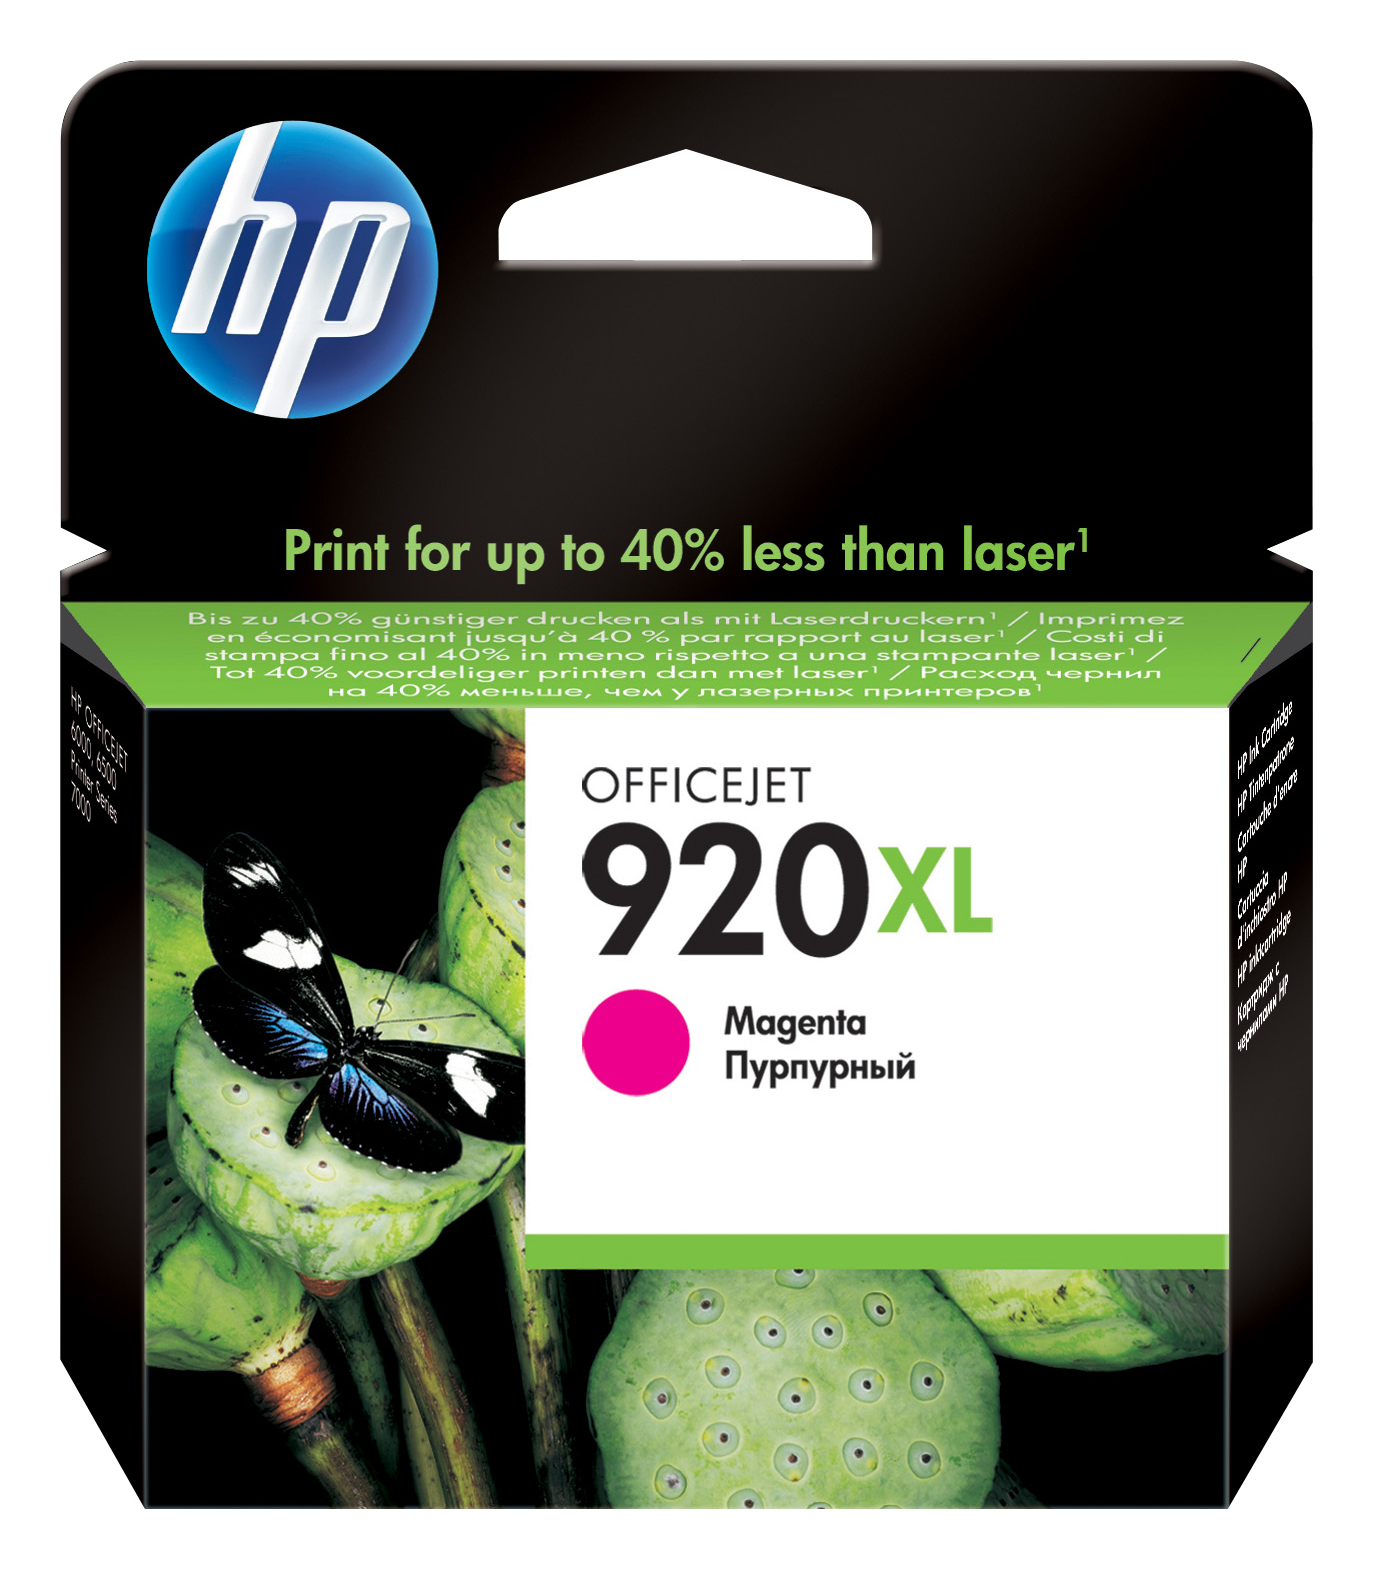 hp
Print for up to 40% less than laser¹
Bis zu 40% günstiger drucken als mit Laserdruckern¹ / Imprimez
en économisant jusqu'à 40 % par rapport au laser¹ / Costi di
stampa fino al 40% in meno rispetto a una stampante laser¹ /
Tot 40% voordeliger printen dan met laser¹ / Расход чернил
на 40% меньше, чем у лазерных принтеров¹
HP OFFICEJET
6000, 6500
Printer Series
7000
OFFICEJET
920XL
Magenta
Пурпурный
HP Ink Cartridge
HP Tintenpatrone
Cartouche d'encre
HP
Cartuccia
d'inchiostro HP
HP inktcartridge
Картридж с
чернилами HP